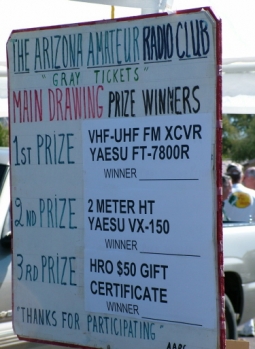 THE ARIZONA AMATEUR RADIO CLUB
"GRAY TICKETS"
MAIN DRAWING PRIZE WINNERS
1ST PRIZE
VHF-UHF FM XCVR
YAESU FT-7800R
WINNER
2ND PRIZE
2 METER HT
YAESU VX-150
WINNER
3RD PRIZE
HRO $50 GIFT
CERTIFICATE
WINNER
"THANKS FOR PARTICIPATING"
AARC